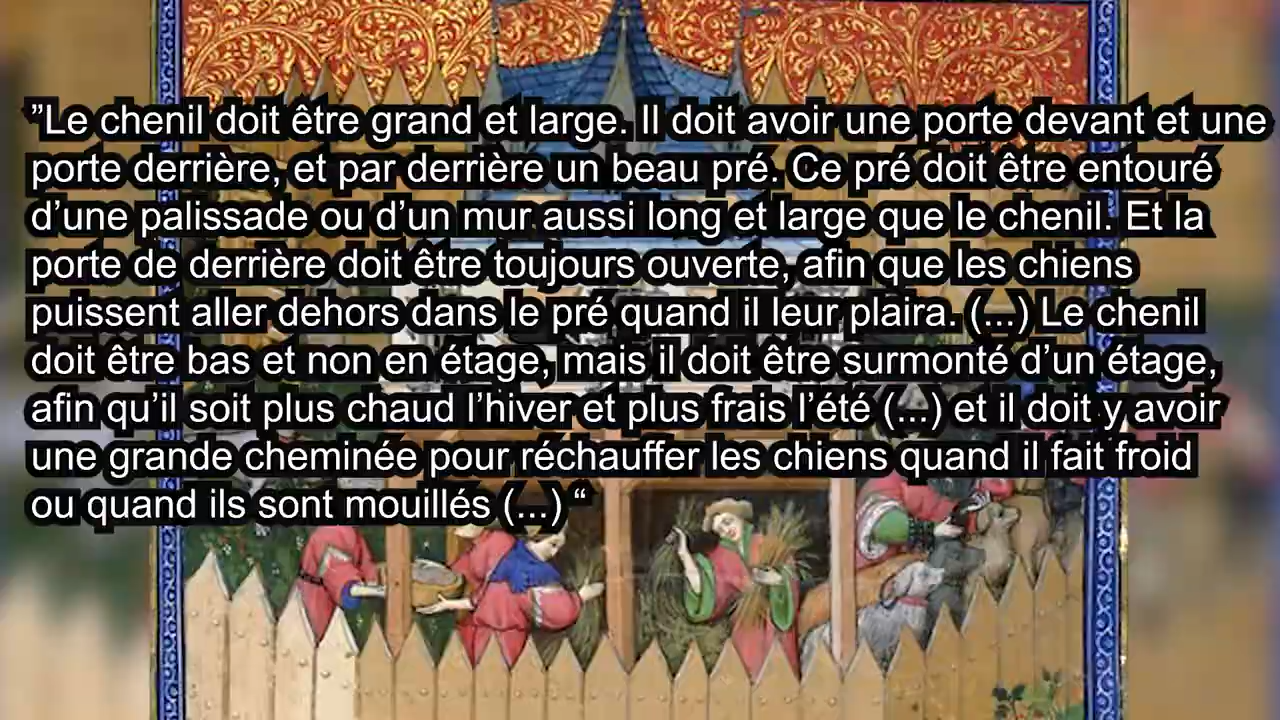 ”Le chenil doit être grand et large. Il doit avoir une porte devant et une
porte derrière, et par derrière un beau pré. Ce pré doit être entouré
d’une palissade ou d’un mur aussi long et large que le chenil. Et la
porte de derrière doit être toujours ouverte, afin que les chiens
puissent aller dehors dans le pré quand il leur plaira. (...) Le chenil
doit être bas et non en étage, mais il doit être surmonté d’un étage,
afin qu’il soit plus chaud l’hiver et plus frais l’été (...) et il doit y avoir
une grande cheminée pour réchauffer les chiens quand il fait froid
ou quand ils sont mouillés (...) “